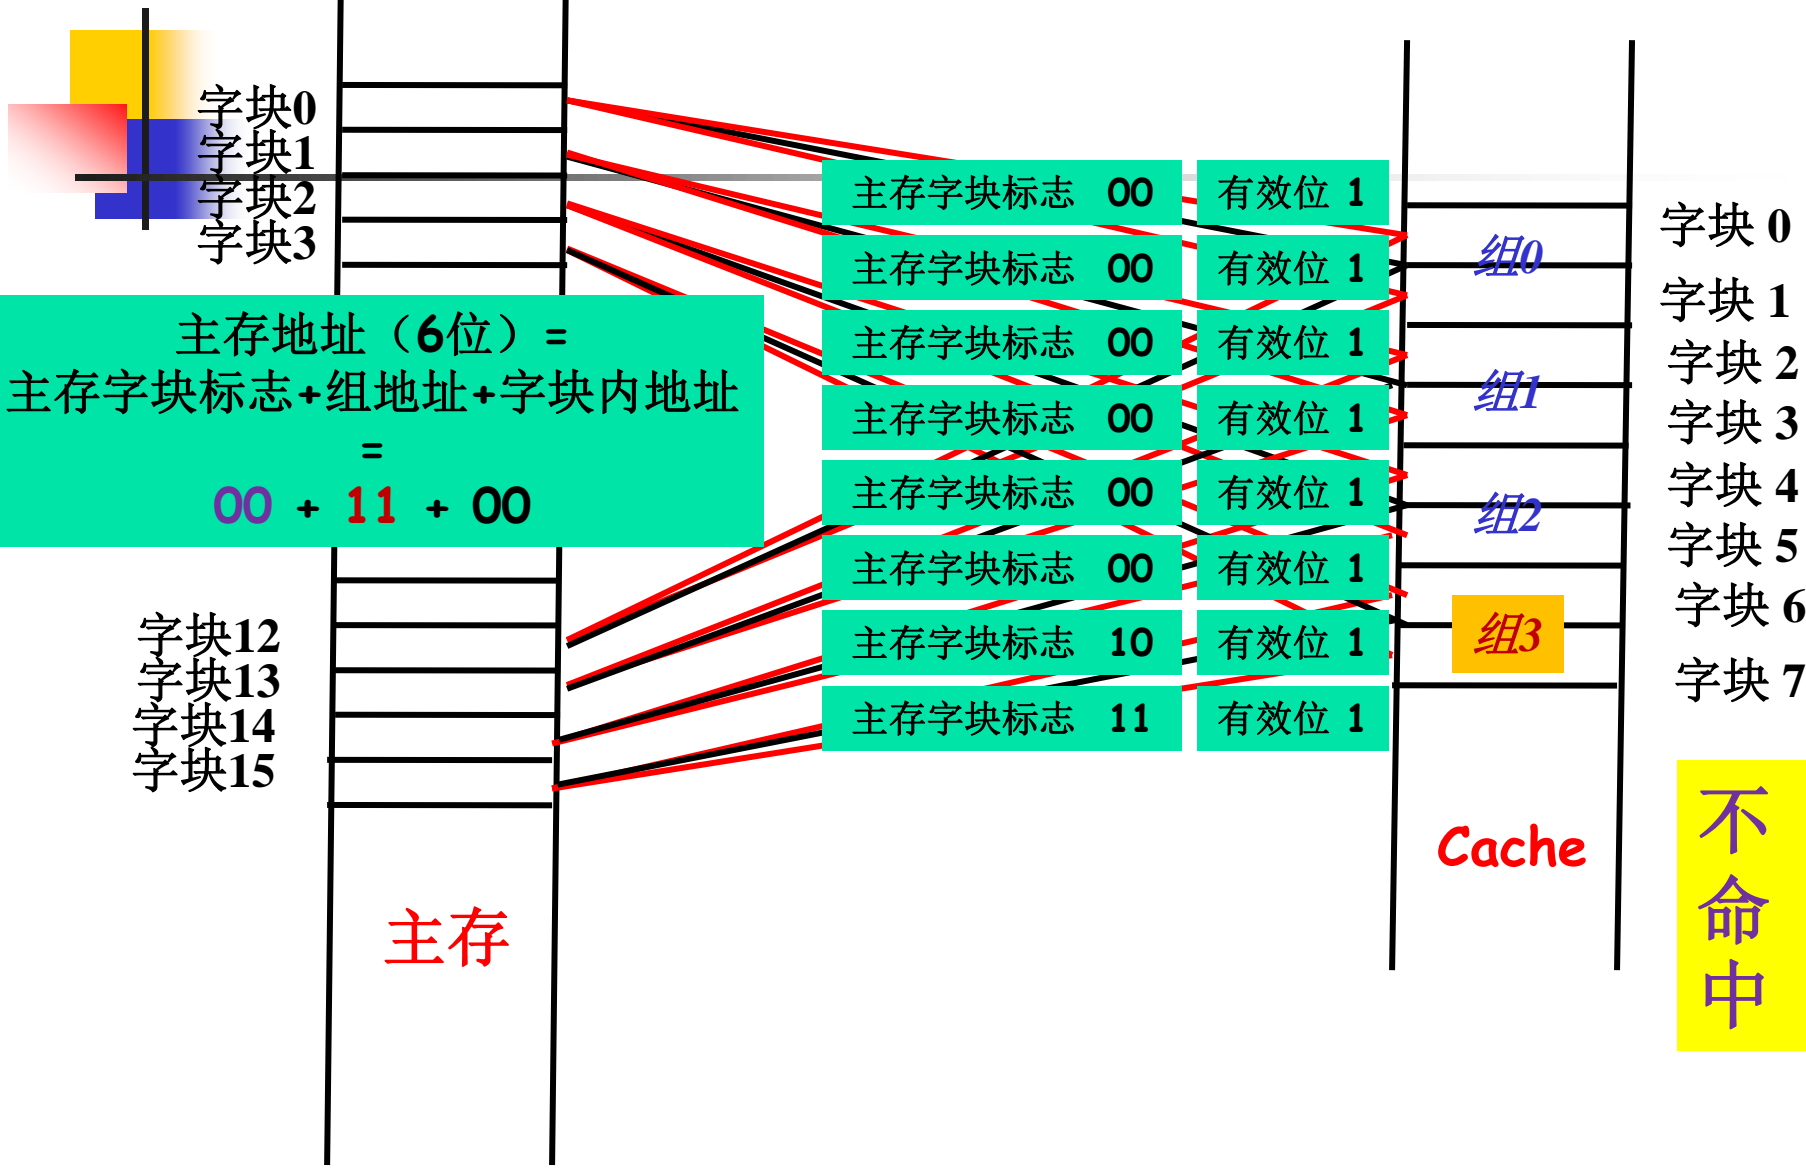 字块0
字块1
字块2
字块3
主存地址（6位）=
主存字块标志+组地址+字块内地址
=
00 + 11 + 00
字块12
字块13
字块14
字块15
主存
主存字块标志 00 有效位 1
主存字块标志 00 有效位 1
主存字块标志 00 有效位 1
主存字块标志 00 有效位 1
主存字块标志 00 有效位 1
主存字块标志 00 有效位 1
主存字块标志 10 有效位 1
主存字块标志 11 有效位 1
组0
组1
组2
组3
Cache
字块 0
字块 1
字块 2
字块 3
字块 4
字块 5
字块 6
字块 7
不
命
中